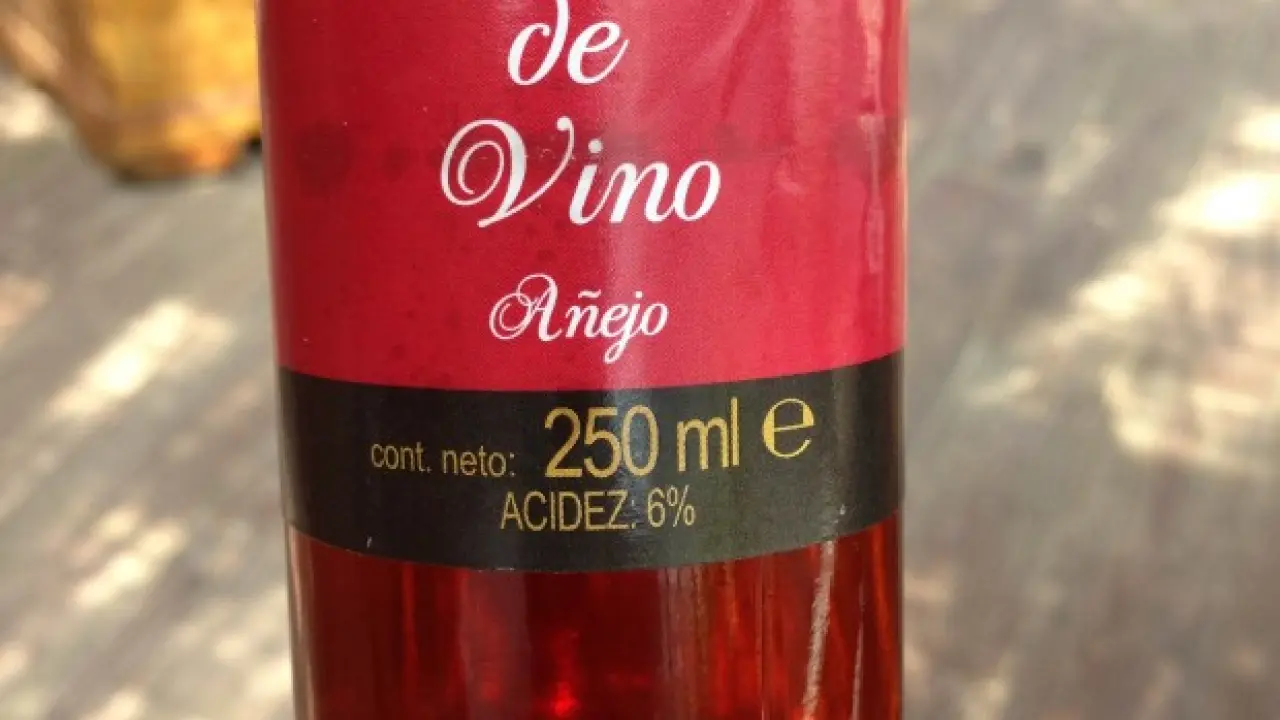 de
Vino
Añejo
cont. neto: 250 ml e
ACIDEZ: 6%